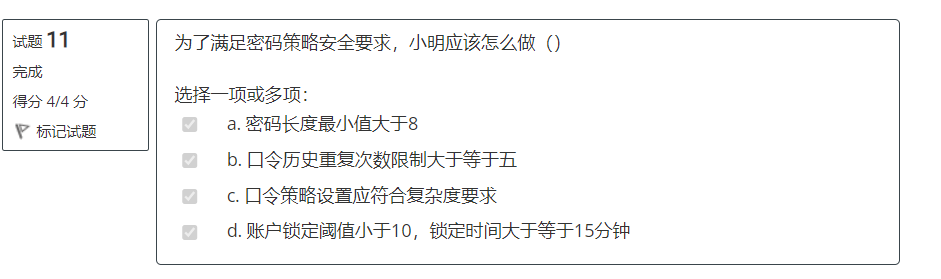 试题 11
完成
得分 4/4 分
标记试题
为了满足密码策略安全要求，小明应该怎么做（）
选择一项或多项：
a. 密码长度最小值大于8
b. 口令历史重复次数限制大于等于五
c. 口令策略设置应符合复杂度要求
d. 账户锁定阈值小于10，锁定时间大于等于15分钟